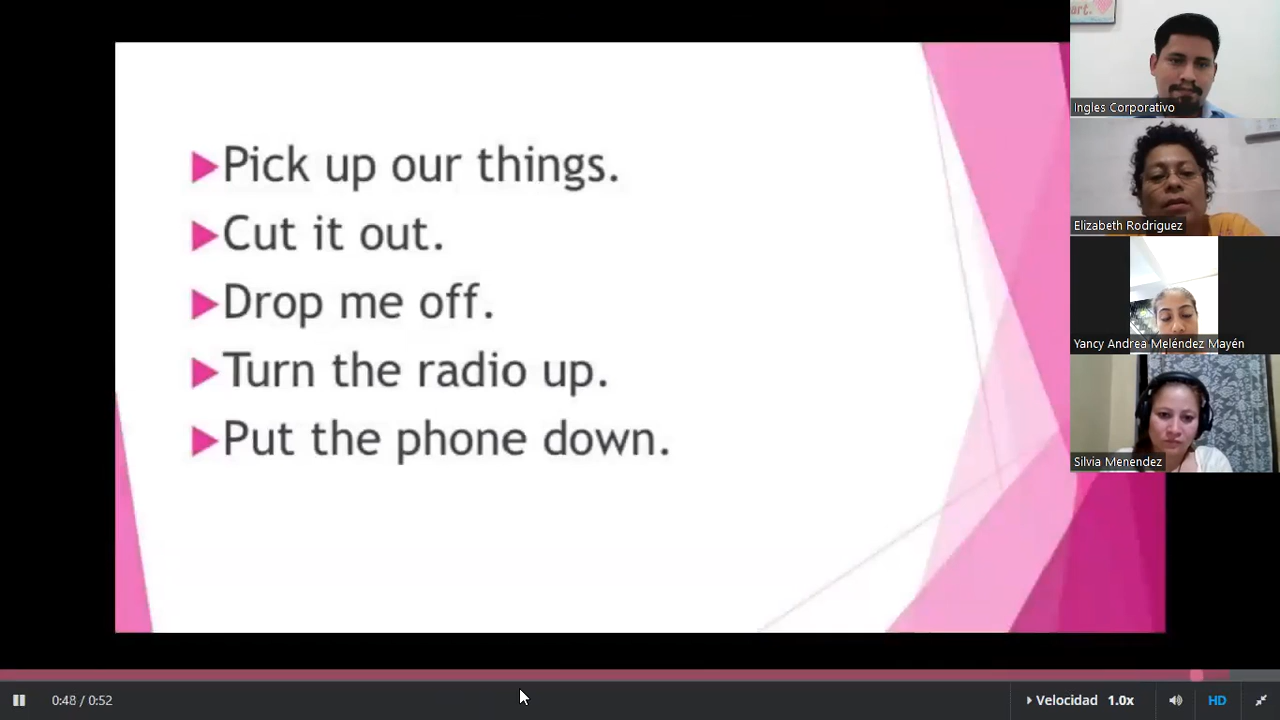 Pick up our things.
Cut it out.
Drop me off.
Turn the radio up.
Put the phone down.
art.
Ingles Corporativo
Elizabeth Rodriguez
Yancy Andrea Meléndez Mayén
Silvia Menendez
0:48 / 0:52
Velocidad 1.0x
HD